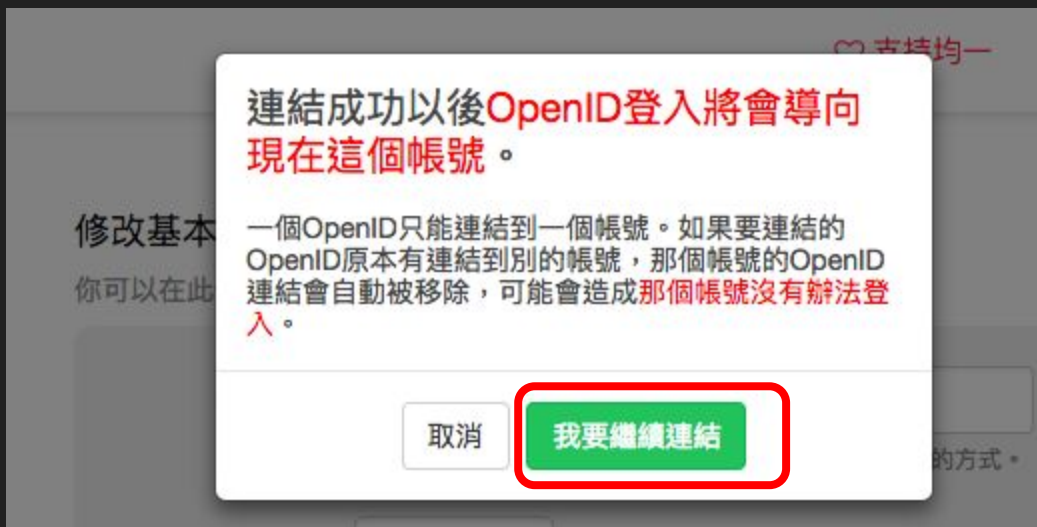 ♡ 支持均一
連結成功以後OpenID登入將會導向
現在這個帳號。
修改基本
一個OpenID只能連結到一個帳號。如果要連結的
OpenID原本有連結到別的帳號，那個帳號的OpenID
你可以在此
連結會自動被移除，可能會造成那個帳號沒有辦法登
入。
取消
我要繼續連結
的方式。